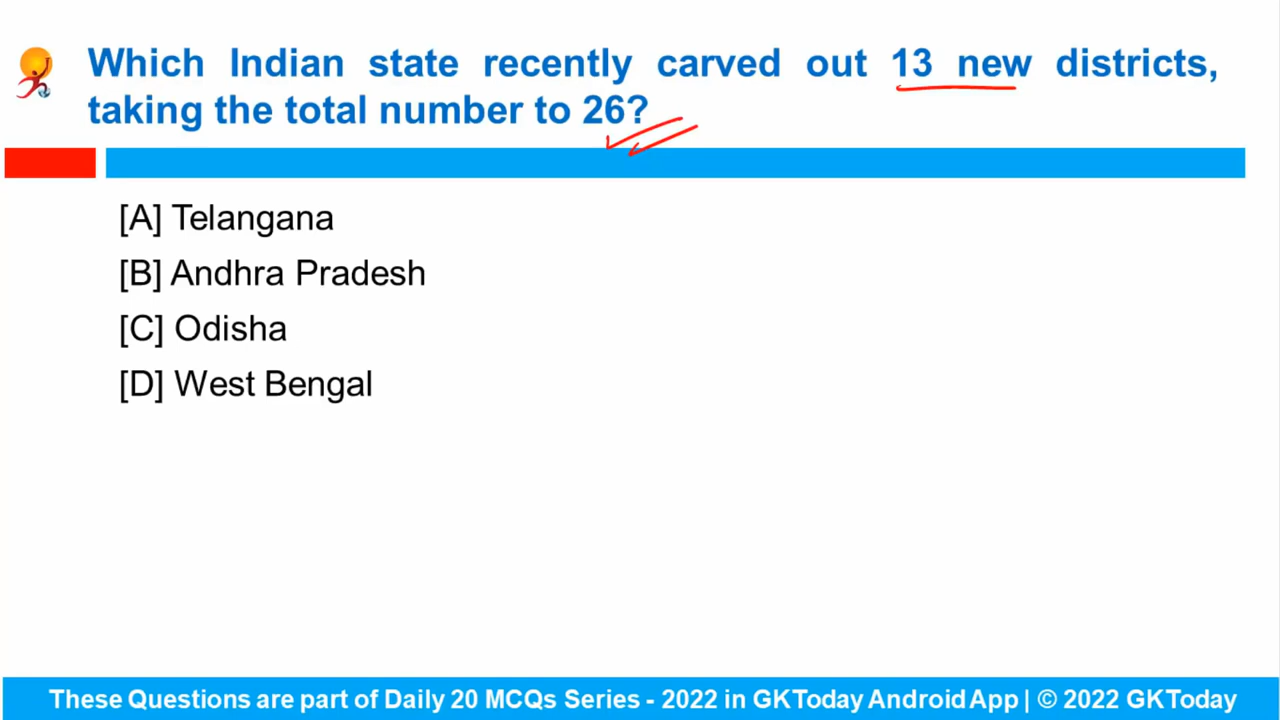 Which Indian state recently carved out 13 new districts,
taking the total number to 26?
[A] Telangana
[B] Andhra Pradesh
[C] Odisha
[D] West Bengal
These Questions are part of Daily 20 MCQs Series - 2022 in GKToday Android App | © 2022 GKToday